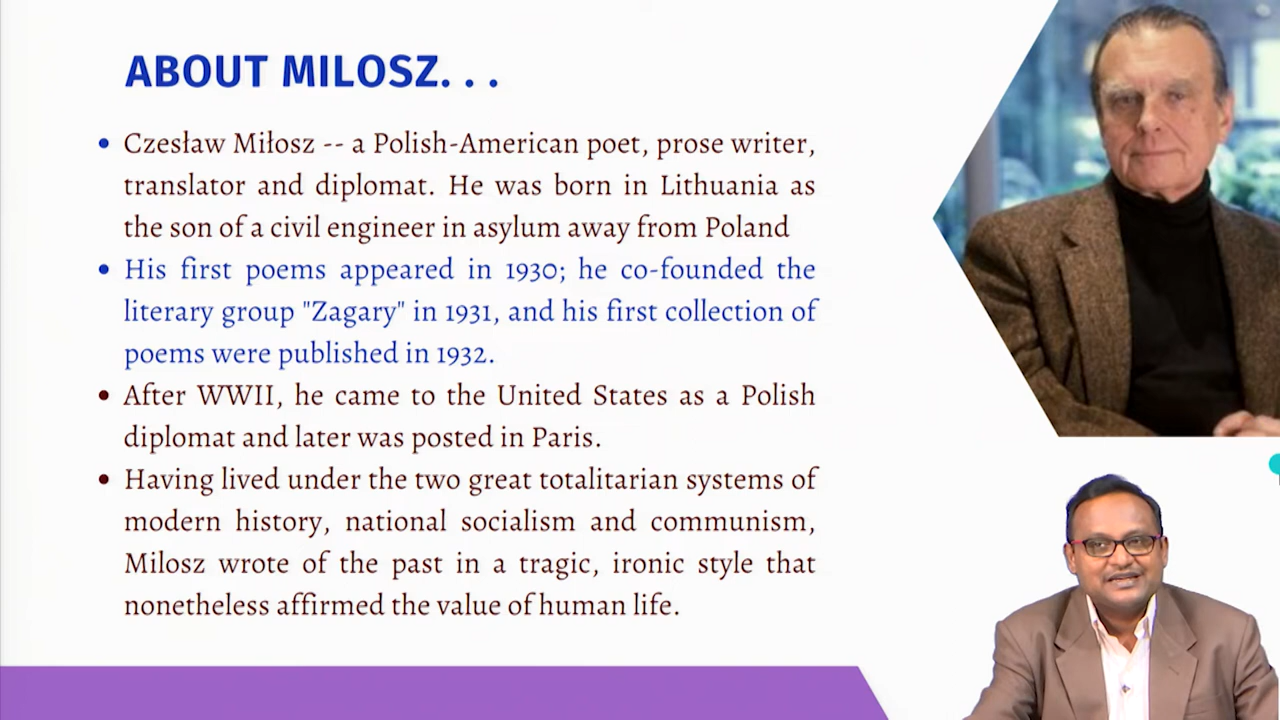 ABOUT MILOSZ. . .
• Czesław Miłosz -- a Polish-American poet, prose writer,
translator and diplomat. He was born in Lithuania as
the son of a civil engineer in asylum away from Poland
• His first poems appeared in 1930; he co-founded the
literary group "Zagary" in 1931, and his first collection of
poems were published in 1932.
• After WWII, he came to the United States as a Polish
diplomat and later was posted in Paris.
• Having lived under the two great totalitarian systems of
modern history, national socialism and communism,
Milosz wrote of the past in a tragic, ironic style that
nonetheless affirmed the value of human life.